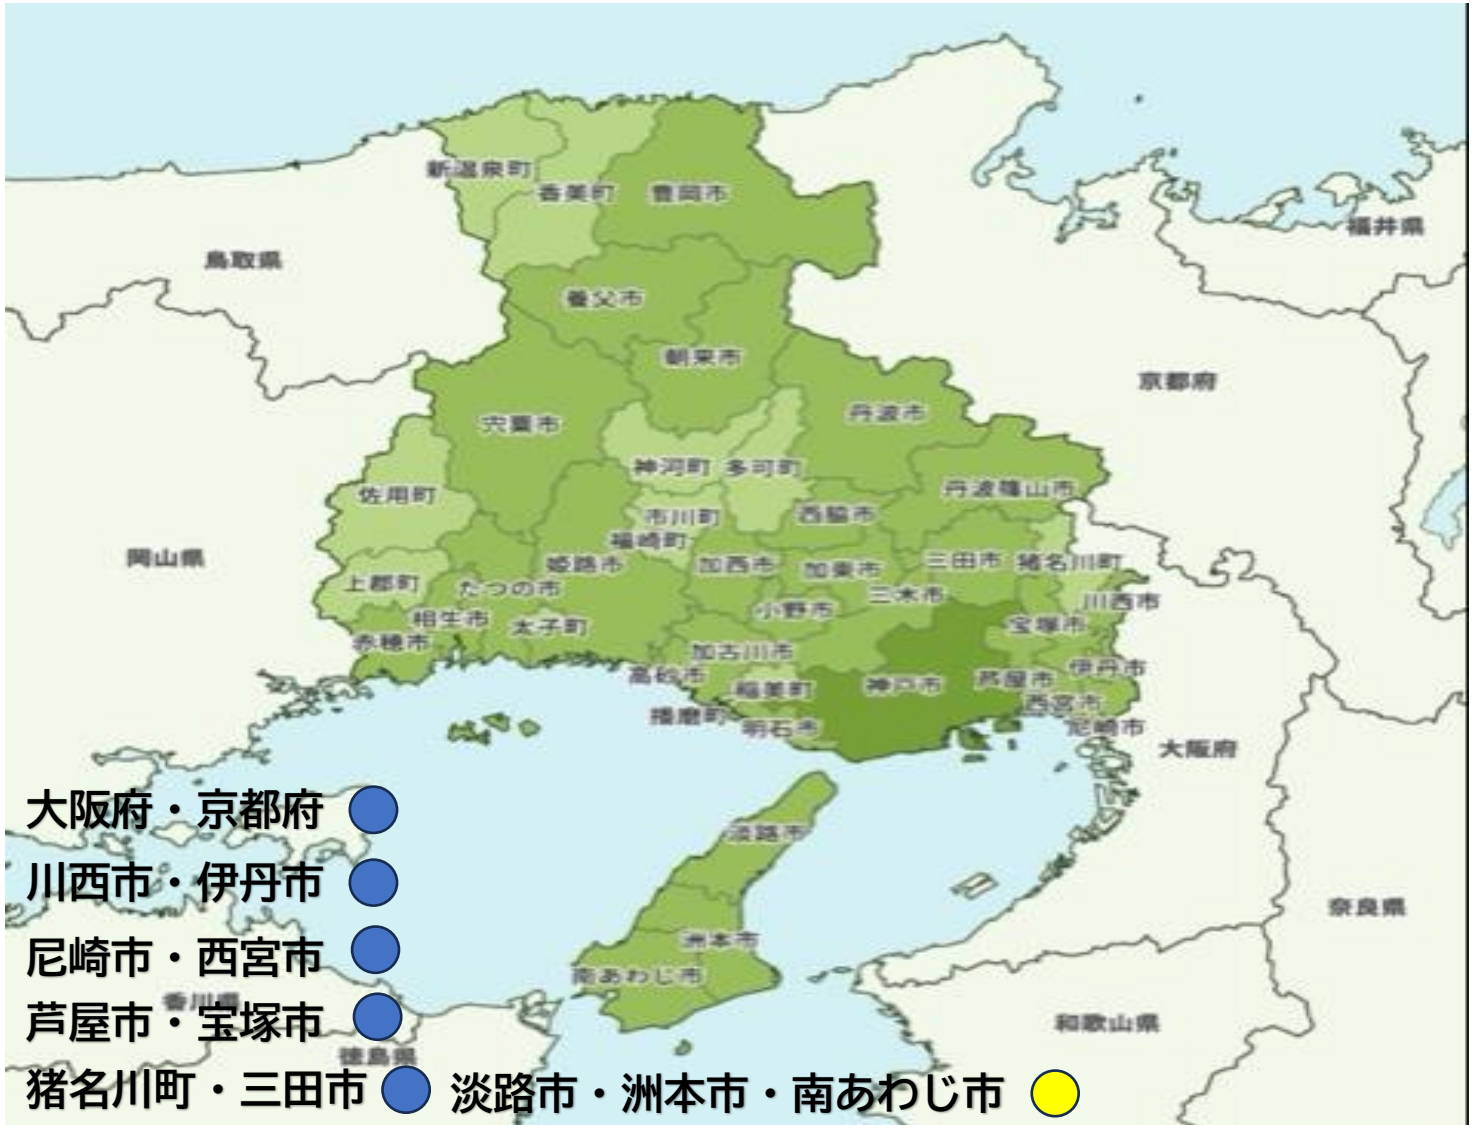 新温泉町
香美町
豊岡市
福井県
鳥取県
養父市
朝来市
京都府
丹波市
宍粟市
神河町
多可町
佐用町
丹波篠山市
市川町
西脇市
福崎町
岡山県
姫路市
加西市
加東市
三田市
猪名川町
上郡町
たつの市
三木市
川西市
小野市
相生市
太子町
宝塚市
赤穂市
加古川市
伊丹市
高砂市
稲美町
神戸市
芦屋市
西宮市
播磨町
明石市
尼崎市
大阪府
大阪府・京都府
淡路市
川西市・伊丹市
奈良県
洲本市
尼崎市・西宮市
南あわじ市
香川県
芦屋市・宝塚市
和歌山県
徳島県
猪名川町・三田市
淡路市・洲本市・南あわじ市